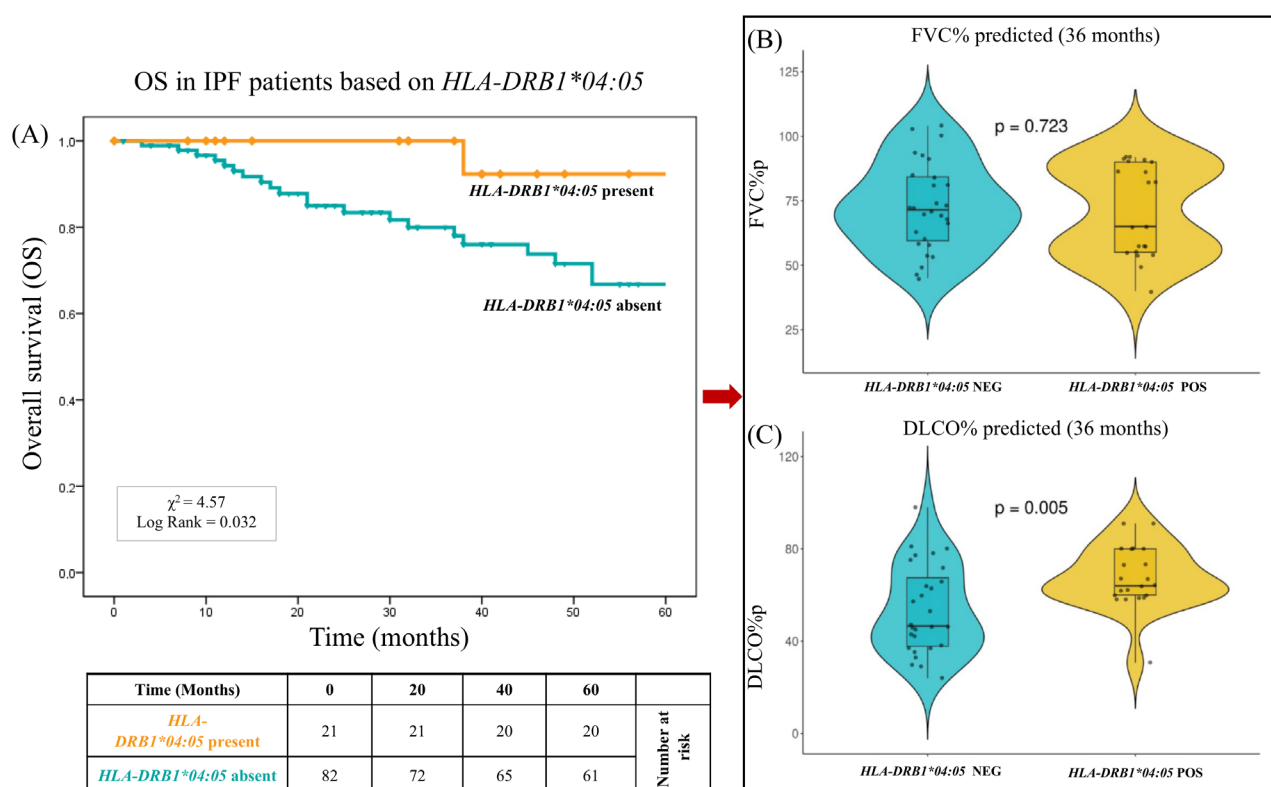 OS in IPF patients based on HLA-DRB1*04:05
(A)
Overall survival (OS)
1.0
0.8
0.6
0.4
0.2
0.0
HLA-DRB1*04:05 present
HLA-DRB1*04:05 absent
χ² = 4.57
Log Rank = 0.032
0 10 20 30 40 50 60
Time (months)
Time (Months) 0 20 40 60
HLA-
DRB1*04:05 present 21 21 20 20
HLA-DRB1*04:05 absent 82 72 65 61
Number at
risk
(B)
FVC% predicted (36 months)
FVC%p
125
100
75
50
25
p = 0.723
HLA-DRB1*04:05 NEG HLA-DRB1*04:05 POS
(C)
DLCO% predicted (36 months)
DLCO%p
120
80
40
0
p = 0.005
HLA-DRB1*04:05 NEG HLA-DRB1*04:05 POS